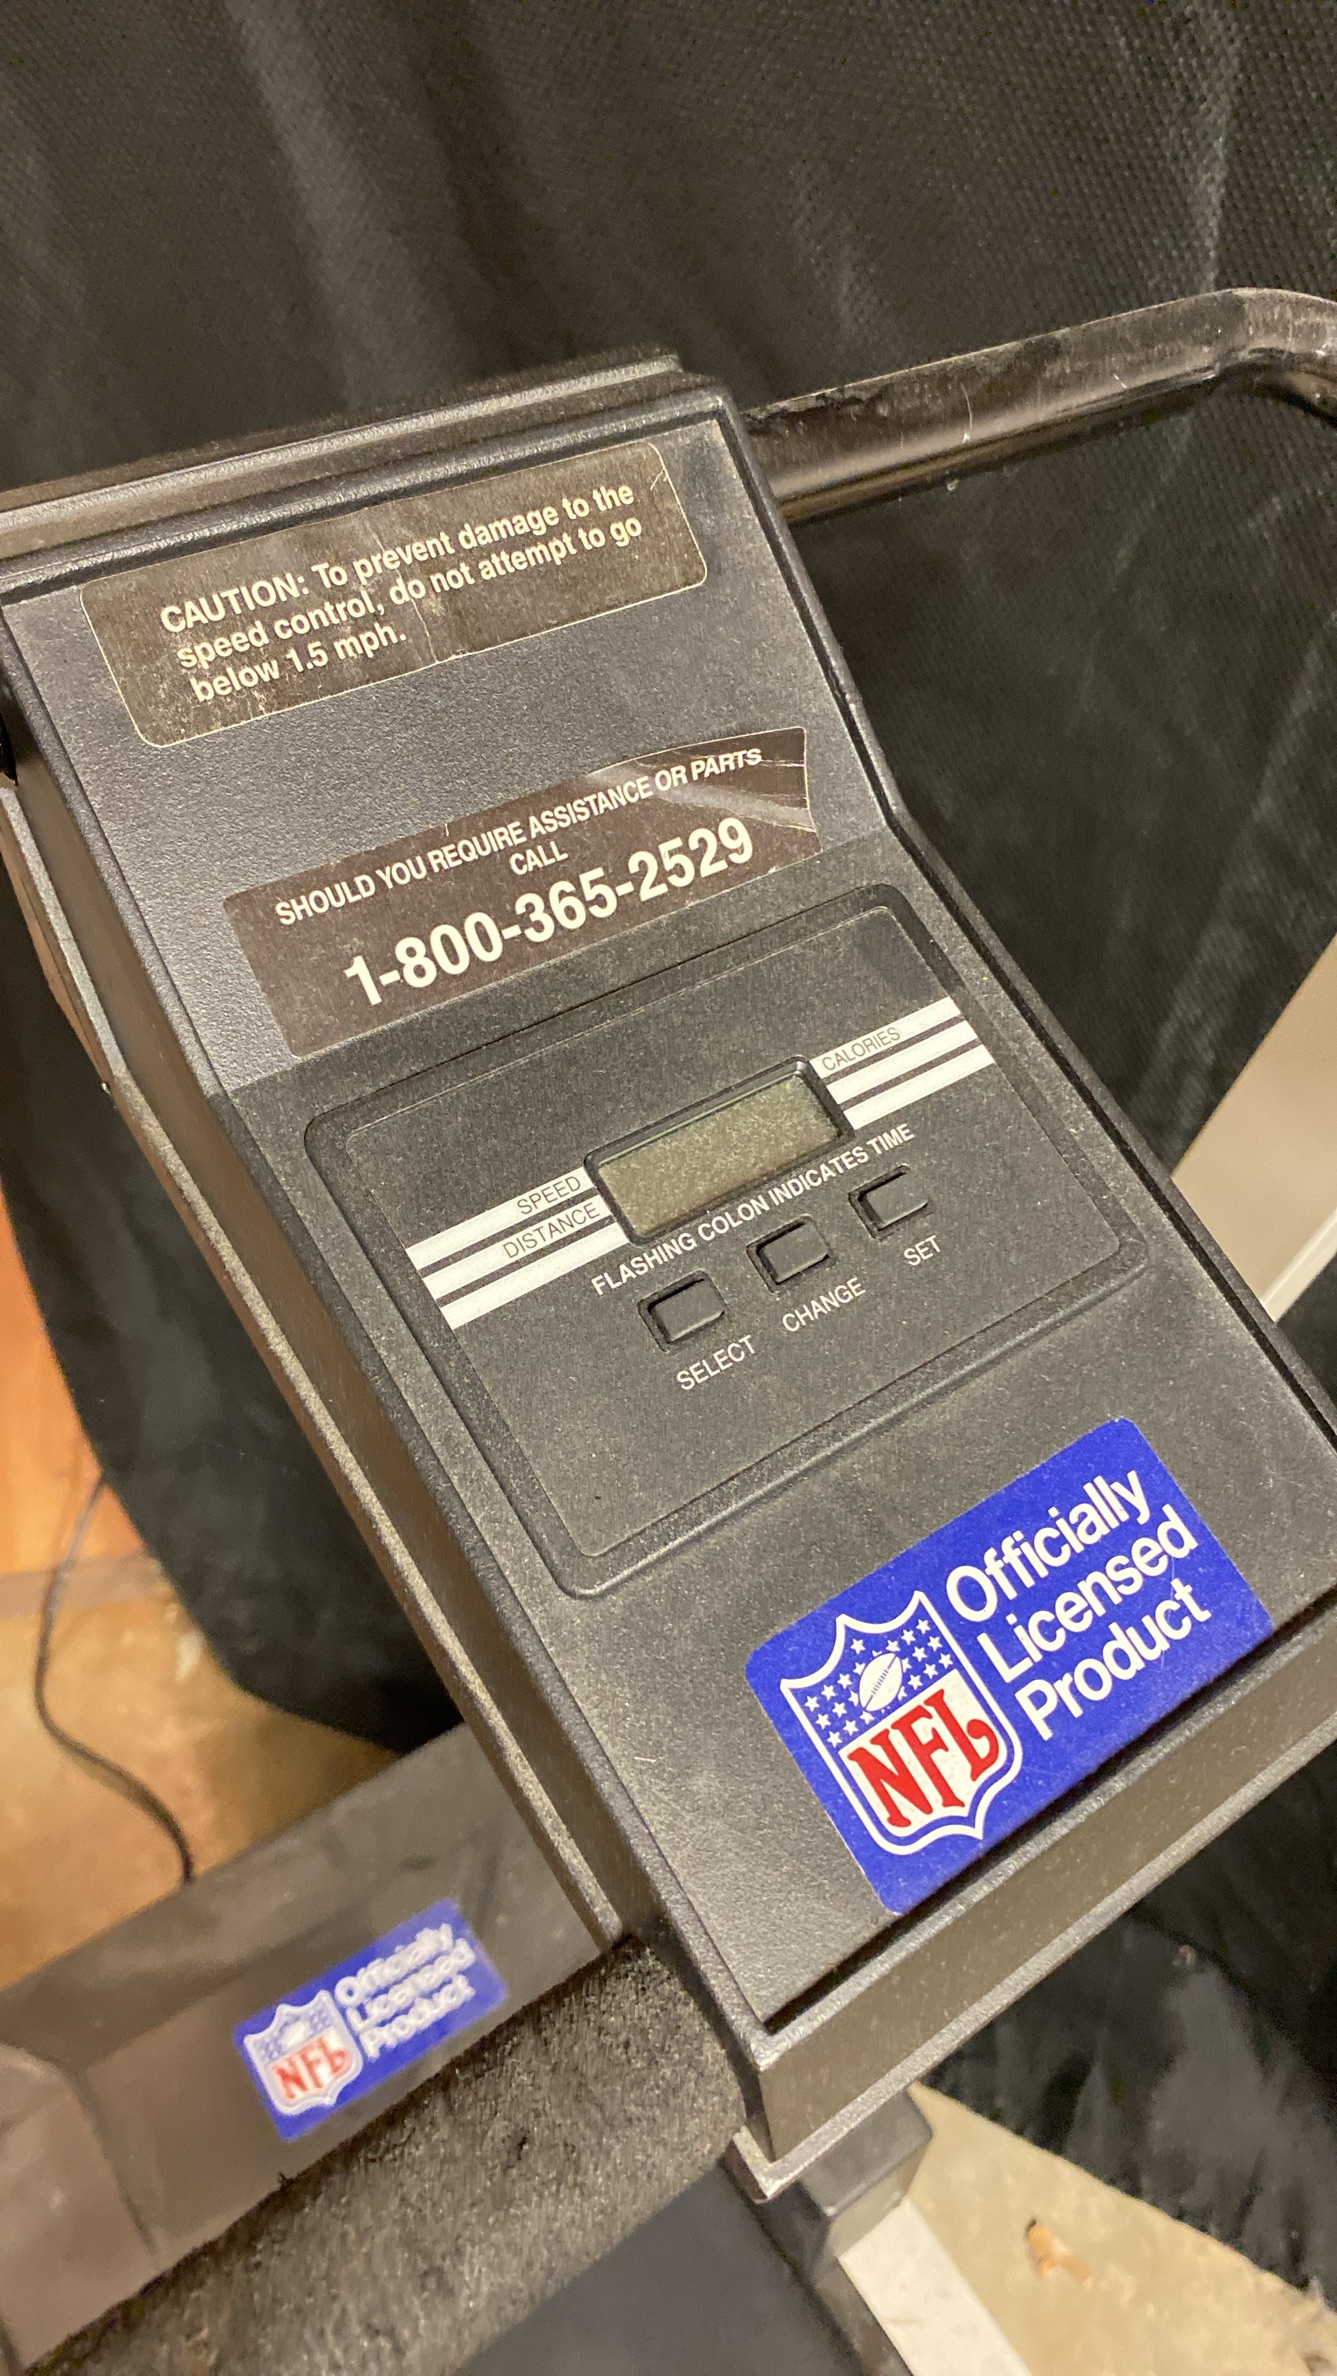 CAUTION: To prevent damage to the
speed control, do not attempt to go
below 1.5 mph.
SHOULD YOU REQUIRE ASSISTANCE OR PARTS
CALL
1-800-365-2529
SPEED
DISTANCE
CALORIES
FLASHING COLON INDICATES TIME
SELECT
CHANGE
SET
NFL
Officially
Licensed
Product
NFL
Officially
Licensed
Product